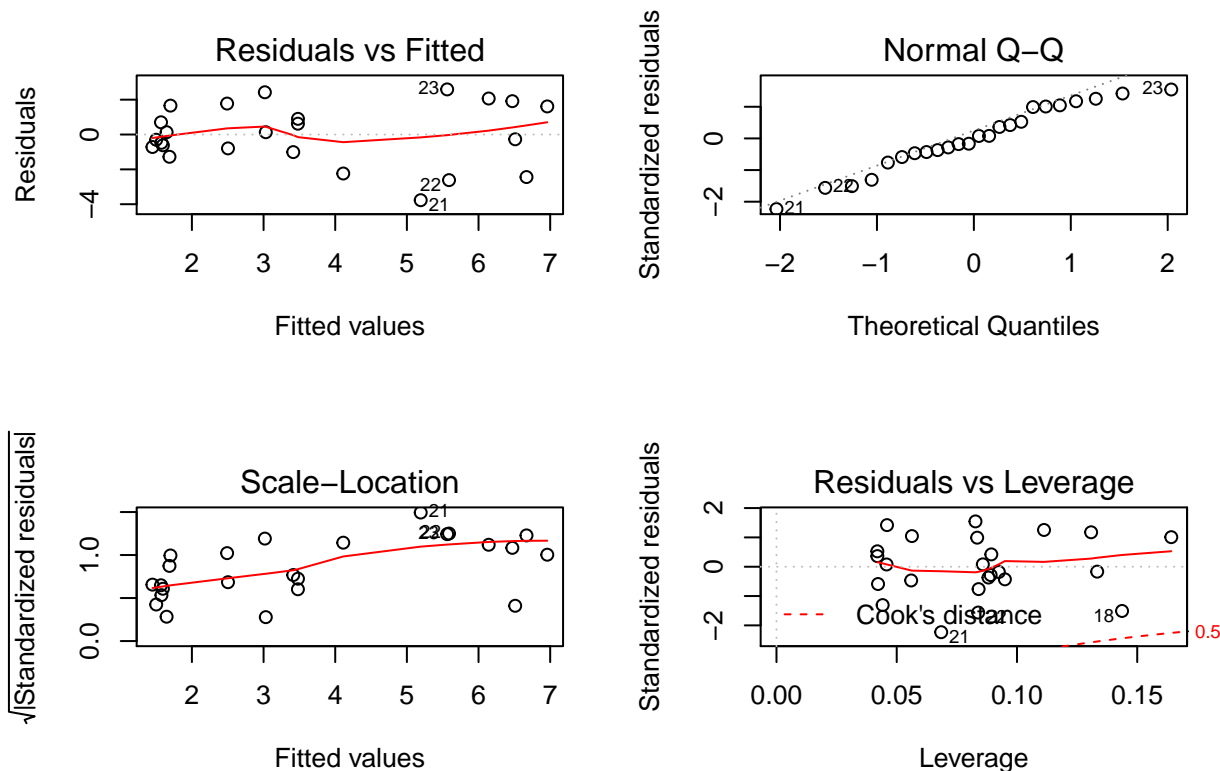 Residuals vs Fitted
Residuals
0
−4
23
22
21
2 3 4 5 6 7
Fitted values
Normal Q−Q
Standardized residuals
0
−2
21
22
23
−2 −1 0 1 2
Theoretical Quantiles
Scale−Location
√|Standardized residuals|
1.0
0.0
21
22
23
2 3 4 5 6 7
Fitted values
Residuals vs Leverage
Standardized residuals
2
0
−2
Cook's distance
22
18
21
0.5
0.00 0.05 0.10 0.15
Leverage